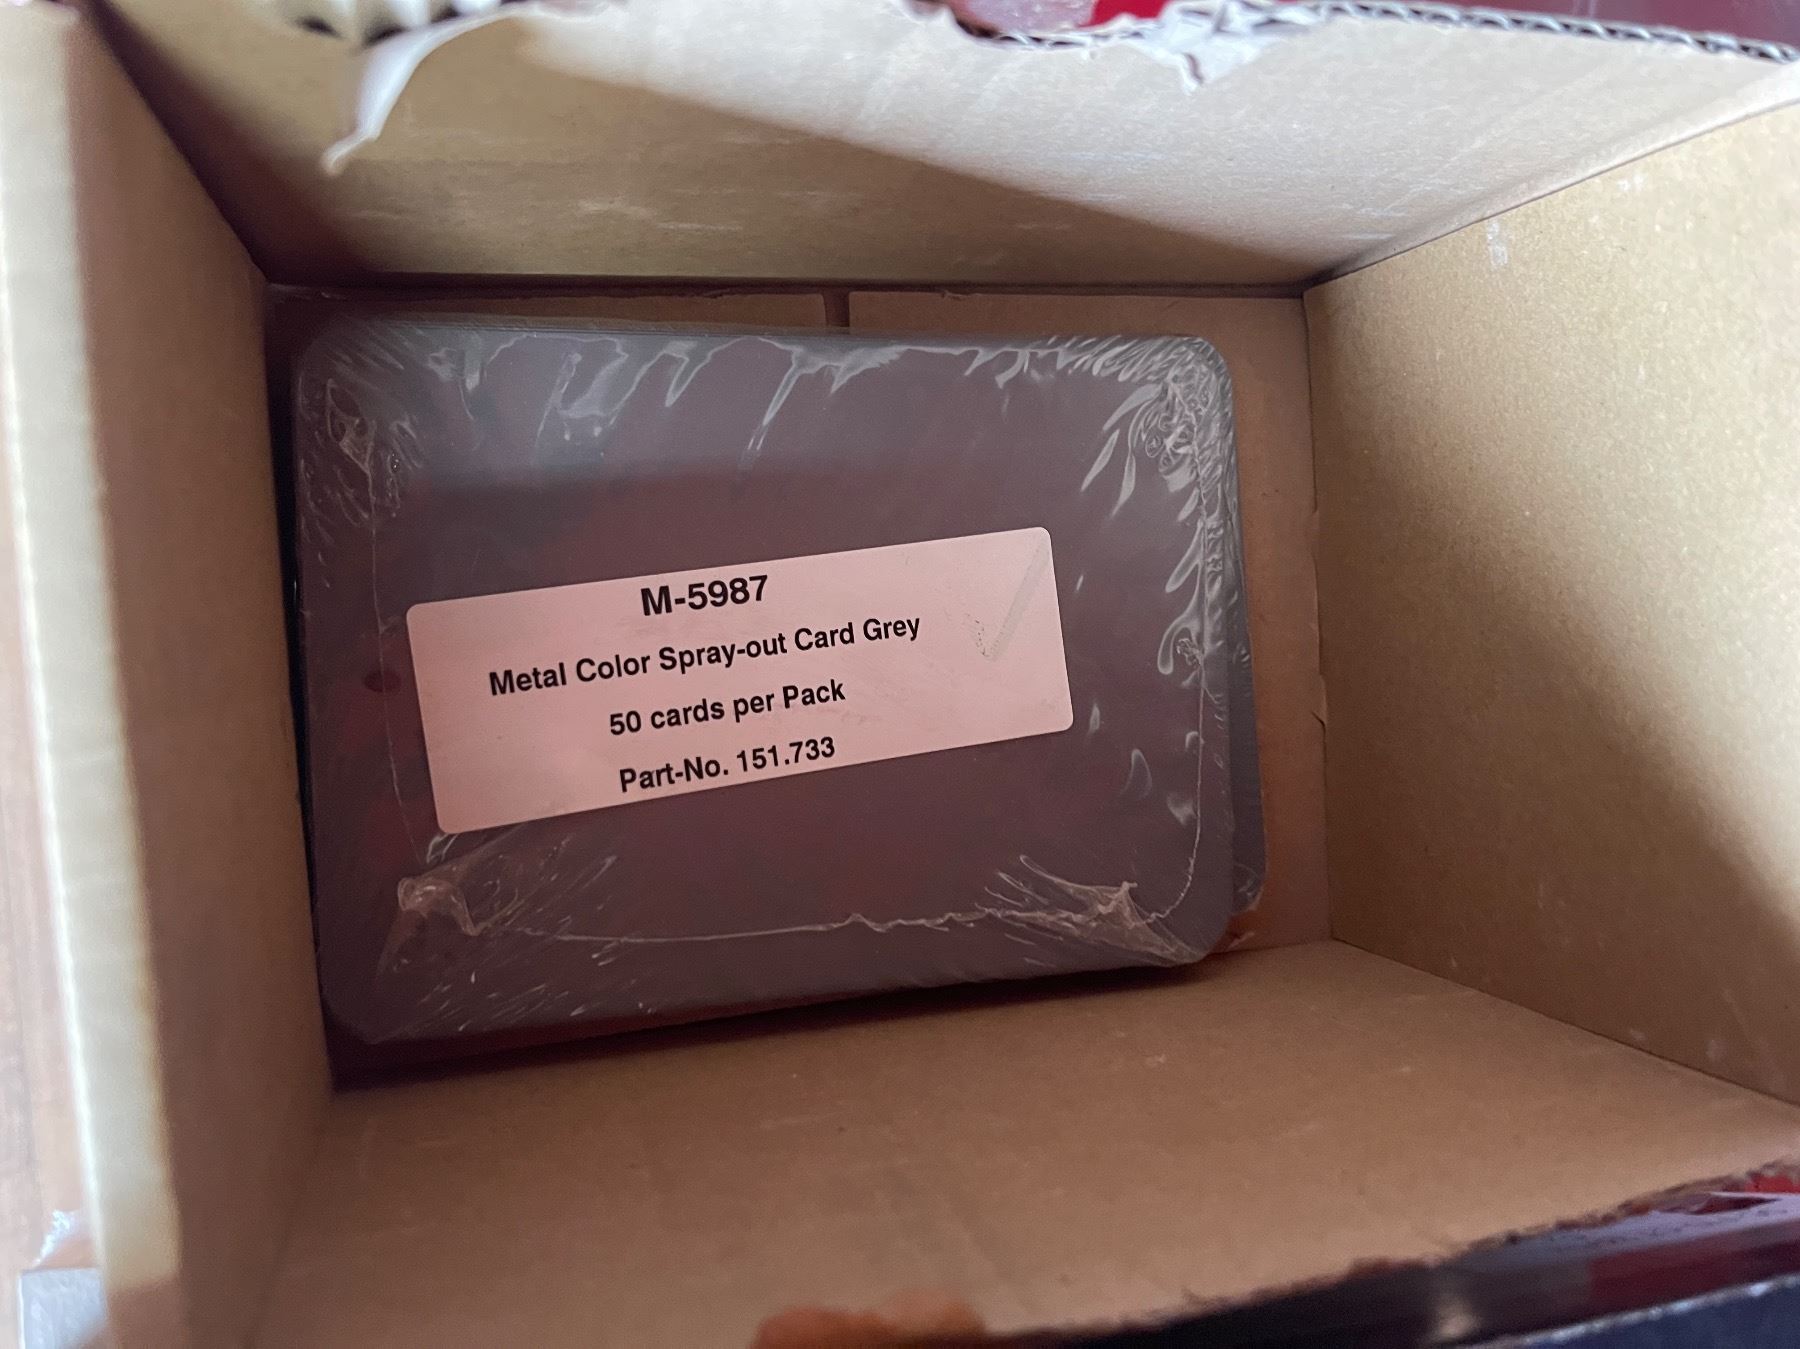 M-5987
Metal Color Spray-out Card Grey
50 cards per Pack
Part-No. 151.733